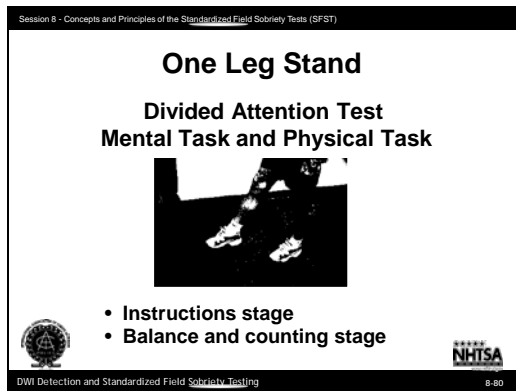 Session 8 - Concepts and Principles of the Standardized Field Sobriety Tests (SFST)
One Leg Stand
Divided Attention Test
Mental Task and Physical Task
• Instructions stage
• Balance and counting stage
NHTSA
DWI Detection and Standardized Field Sobriety Testing
8-80